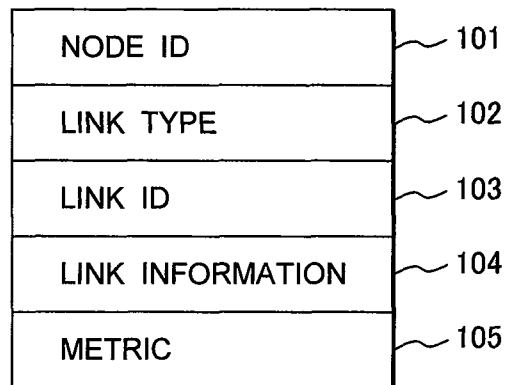 NODE ID 101
LINK TYPE 102
LINK ID 103
LINK INFORMATION 104
METRIC 105